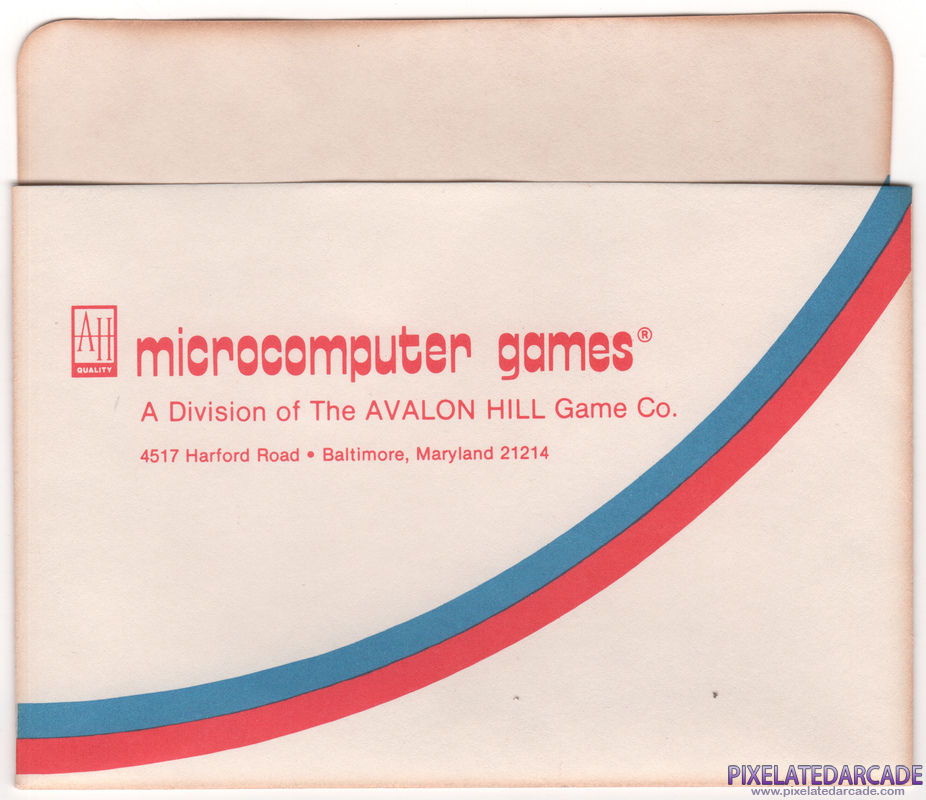 AH
QUALITY
microcomputer games®
A Division of The AVALON HILL Game Co.
4517 Harford Road • Baltimore, Maryland 21214
PIXELATEDARCADE
www.pixelatedarcade.com